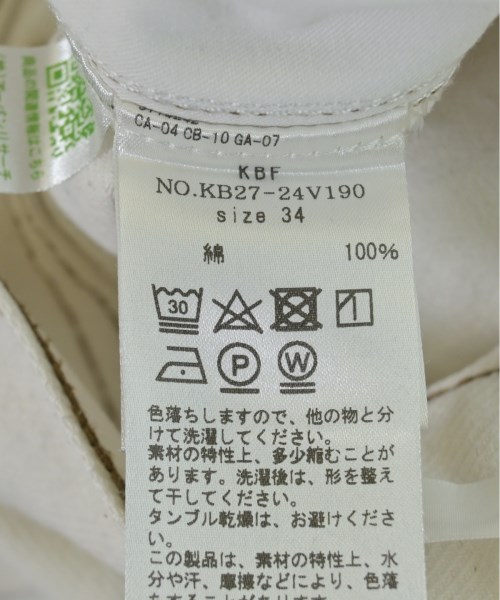 CA-04 CB-10 GA-07
KBF
NO.KB27-24V190
size 34
綿 100%
30
P W
色落ちしますので、他の物と分
けて洗濯してください。
素材の特性上、多少縮むことが
あります。洗濯後は、形を整え
て干してください。
タンブル乾燥は、お避けくださ
い。
この製品は、素材の特性上、水
分や汗、摩擦などにより、色落